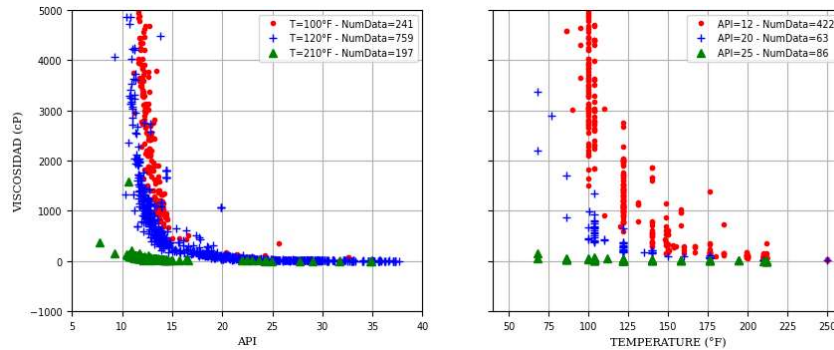 5000
4000
3000
2000
1000
0
−1000
VISCOSIDAD (cP)
5 10 15 20 25 30 35 40
API
T=100°F - NumData=241
T=120°F - NumData=759
T=210°F - NumData=197
50 75 100 125 150 175 200 225 250
TEMPERATURE (°F)
API=12 - NumData=422
API=20 - NumData=63
API=25 - NumData=86